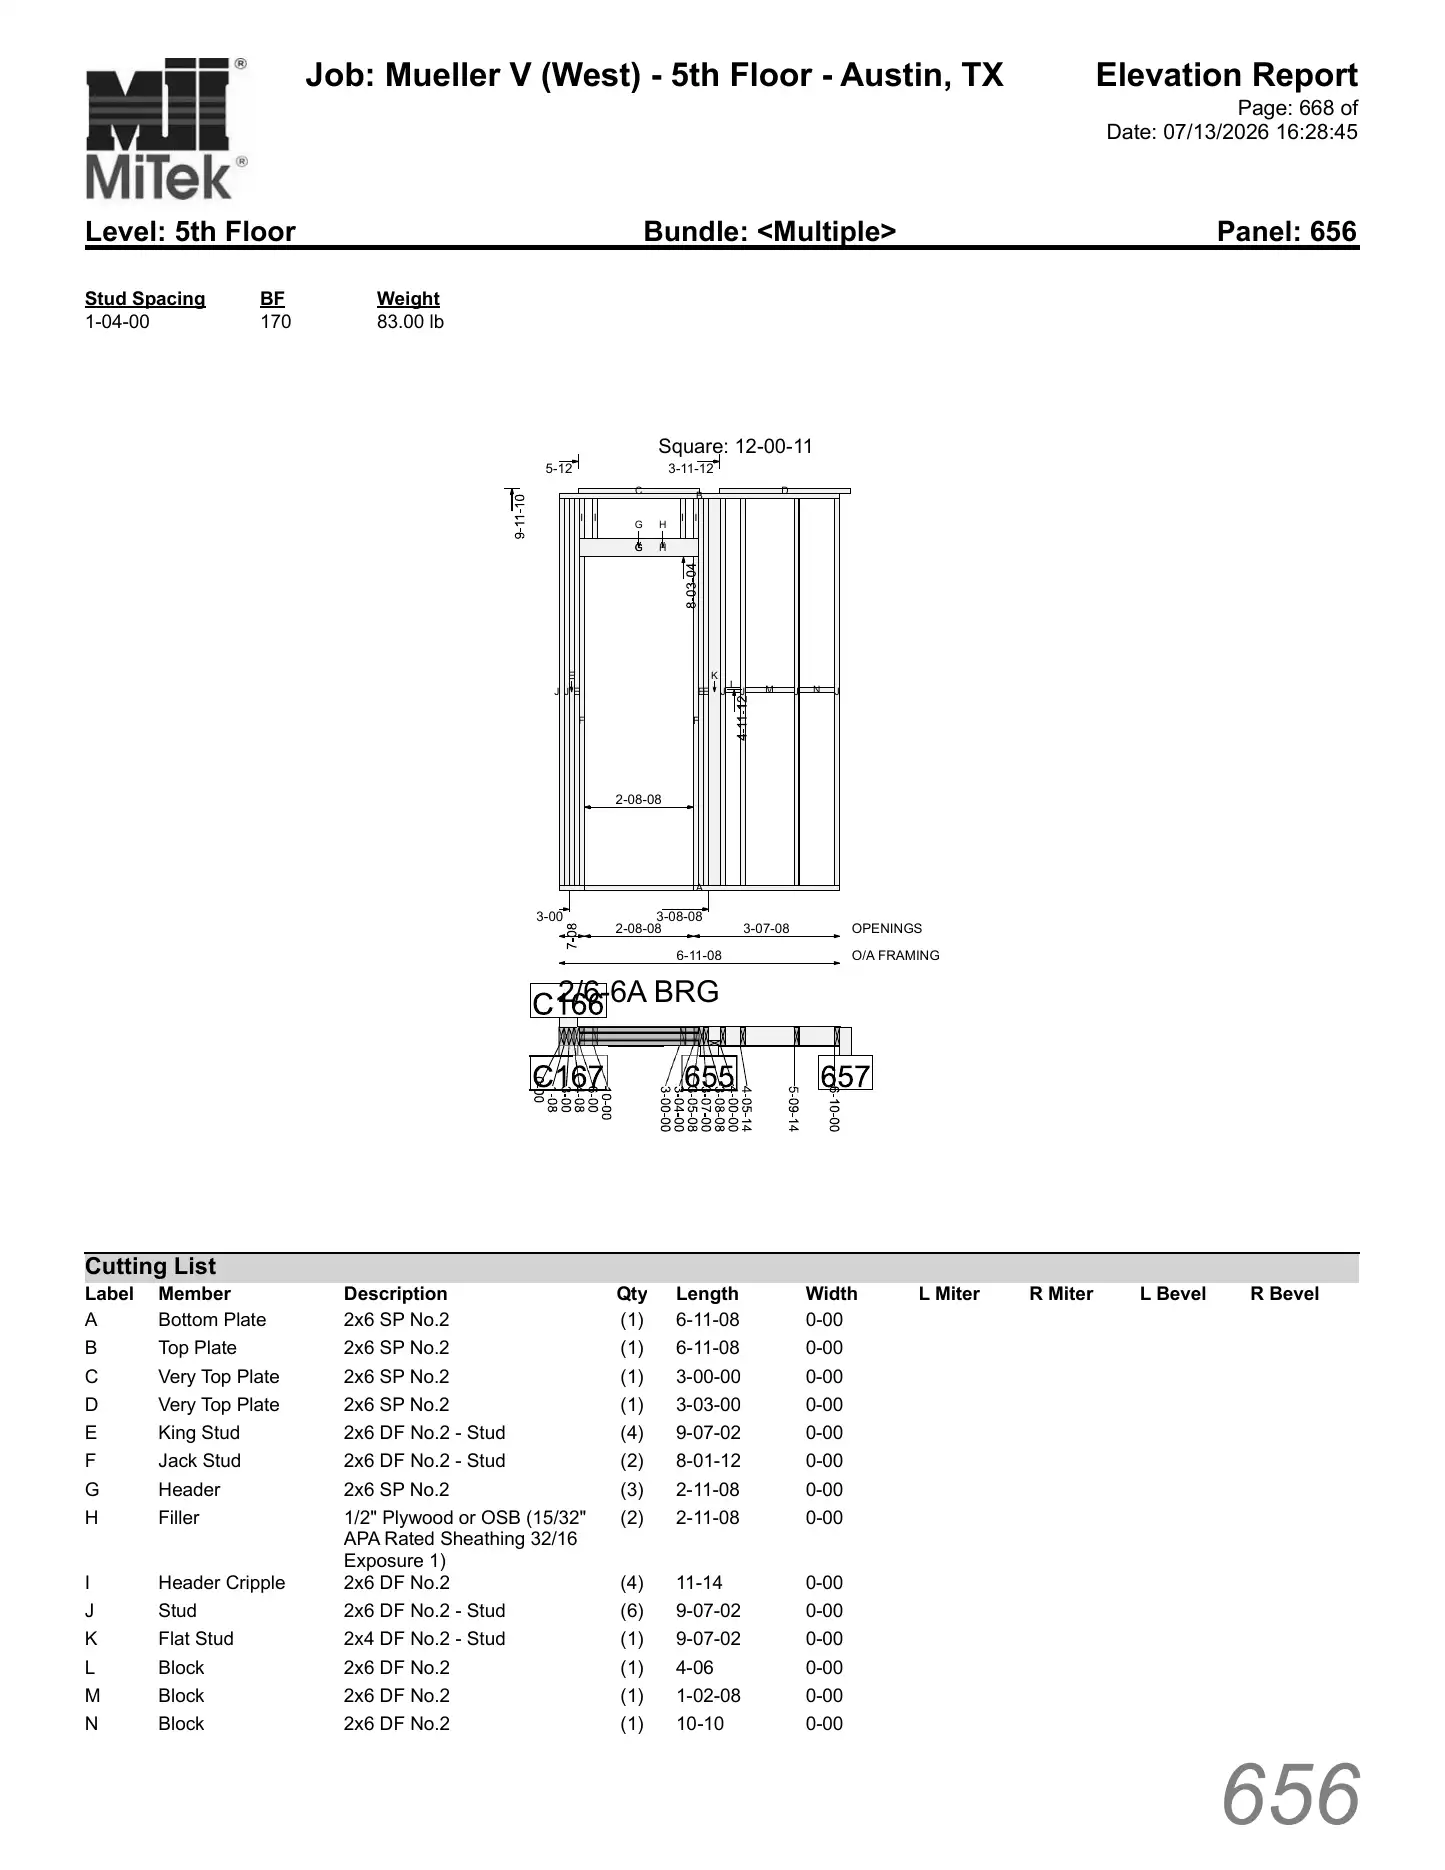 Job: Mueller V (West) - 5th Floor - Austin, TX
Elevation Report
Page: 668 of
Date: 07/13/2026 16:28:45
MiTek®
Level: 5th Floor Bundle: <Multiple> Panel: 656
Stud Spacing BF Weight
1-04-00 170 83.00 lb
Square: 12-00-11
5-12 3-11-12
C B D
9-11-10
I I G H I I
G H
8-03-04
E K
J J E E E J L J M J N J
4-11-12
F F
2-08-08
A
3-00 3-08-08
7-08 2-08-08 3-07-08 OPENINGS
6-11-08 O/A FRAMING
2/6-6A BRG
C166
C167 655 657
10-00 3-00-00 3-04-00 3-05-08 3-07-00 3-08-08 4-00-00 4-05-14 5-09-14 6-10-00
Cutting List
Label Member Description Qty Length Width L Miter R Miter L Bevel R Bevel
A Bottom Plate 2x6 SP No.2 (1) 6-11-08 0-00
B Top Plate 2x6 SP No.2 (1) 6-11-08 0-00
C Very Top Plate 2x6 SP No.2 (1) 3-00-00 0-00
D Very Top Plate 2x6 SP No.2 (1) 3-03-00 0-00
E King Stud 2x6 DF No.2 - Stud (4) 9-07-02 0-00
F Jack Stud 2x6 DF No.2 - Stud (2) 8-01-12 0-00
G Header 2x6 SP No.2 (3) 2-11-08 0-00
H Filler 1/2" Plywood or OSB (15/32" (2) 2-11-08 0-00
APA Rated Sheathing 32/16
Exposure 1)
I Header Cripple 2x6 DF No.2 (4) 11-14 0-00
J Stud 2x6 DF No.2 - Stud (6) 9-07-02 0-00
K Flat Stud 2x4 DF No.2 - Stud (1) 9-07-02 0-00
L Block 2x6 DF No.2 (1) 4-06 0-00
M Block 2x6 DF No.2 (1) 1-02-08 0-00
N Block 2x6 DF No.2 (1) 10-10 0-00
656